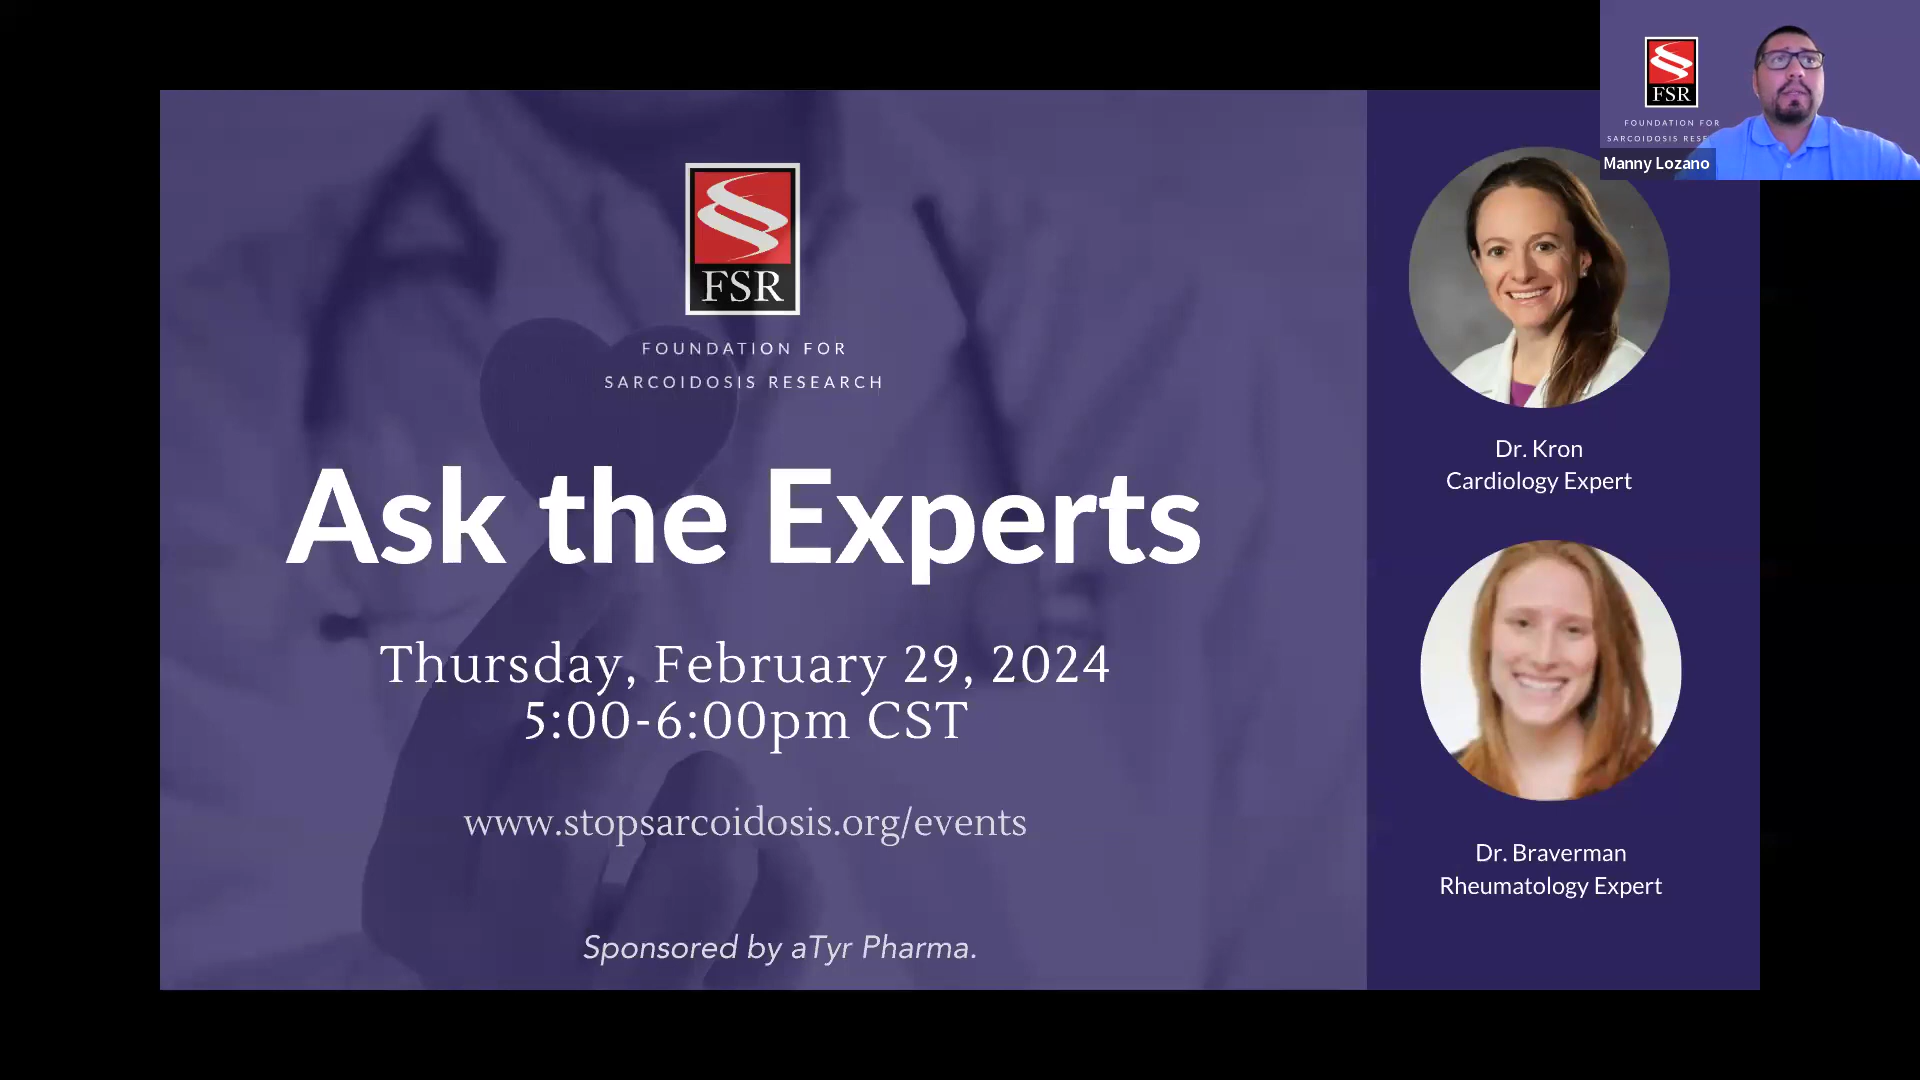 FSR
FOUNDATION FOR
SARCOIDOSIS RESEARCH
Ask the Experts
Thursday, February 29, 2024
5:00-6:00pm CST
www.stopsarcoidosis.org/events
Sponsored by aTyr Pharma.
Dr. Kron
Cardiology Expert
Dr. Braverman
Rheumatology Expert
FSR
FOUNDATION FOR
SARCOIDOSIS RESE
Manny Lozano